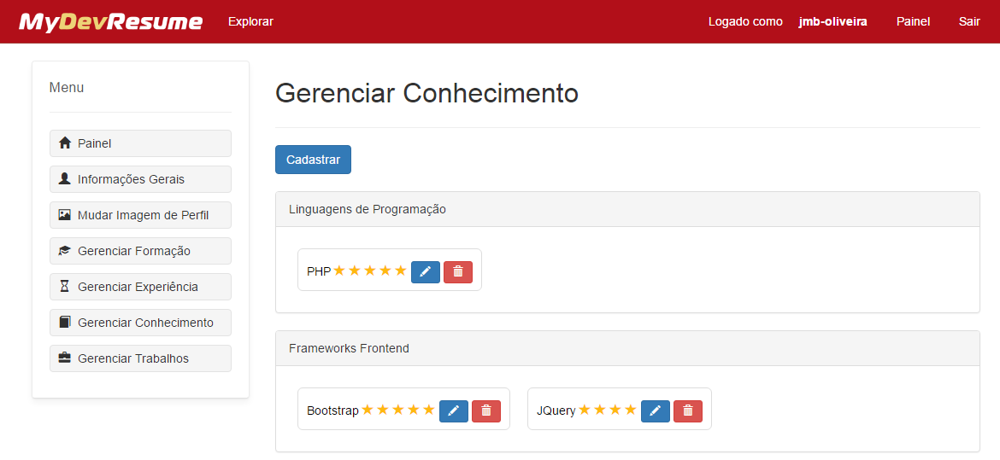 MyDevResume Explorar Logado como jmb-oliveira Painel Sair
Menu
Painel
Informações Gerais
Mudar Imagem de Perfil
Gerenciar Formação
Gerenciar Experiência
Gerenciar Conhecimento
Gerenciar Trabalhos
Gerenciar Conhecimento
Cadastrar
Linguagens de Programação
PHP
Frameworks Frontend
Bootstrap JQuery